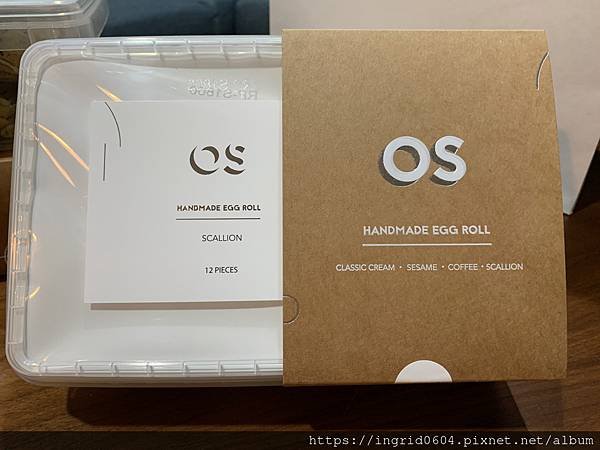 OS
HANDMADE EGG ROLL
SCALLION
12 PIECES
OS
HANDMADE EGG ROLL
CLASSIC CREAM • SESAME • COFFEE • SCALLION
https://ingrid0604.pixnet.net/album